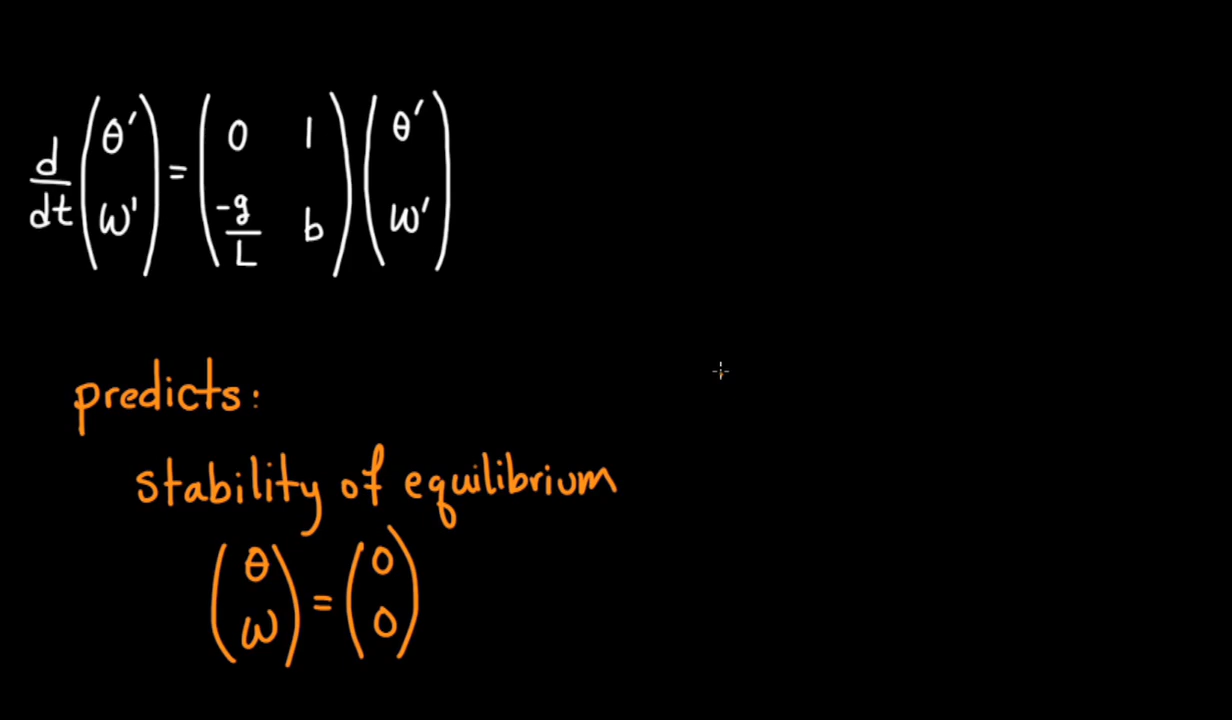 d/dt (θ′ ω′) = (0 1 -g/L b) (θ′ ω′)
predicts:
stability of equilibrium
(θ ω) = (0 0)